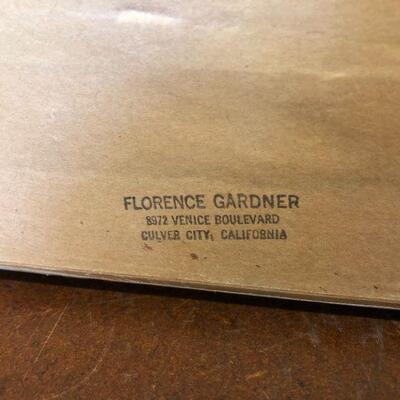 FLORENCE GARDNER
8972 VENICE BOULEVARD
CULVER CITY, CALIFORNIA